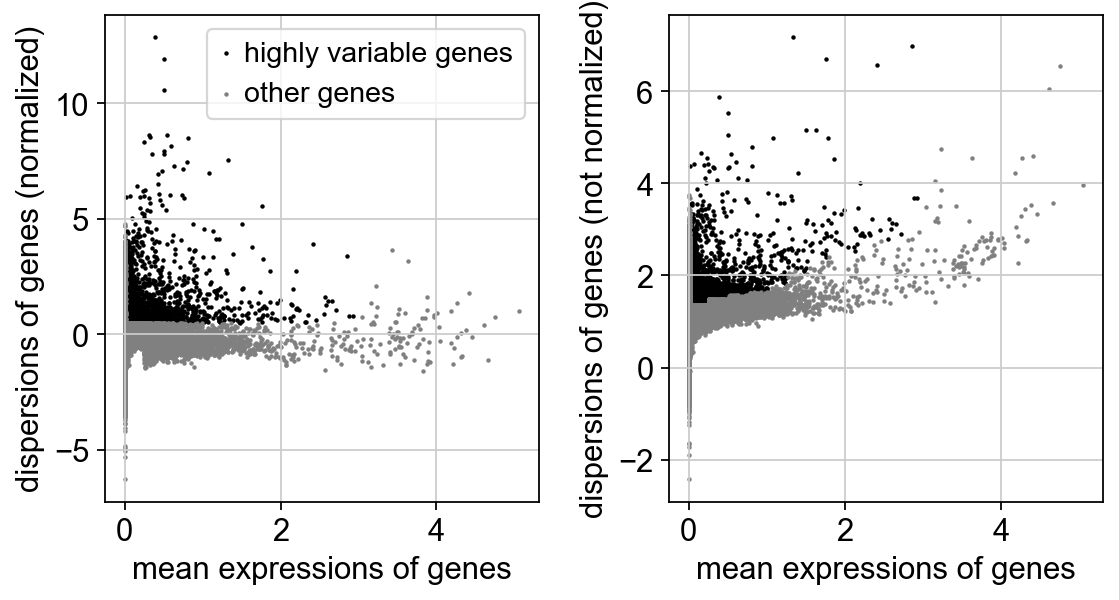 dispersions of genes (normalized)
10
5
0
−5
highly variable genes
other genes
0
2
4
mean expressions of genes
dispersions of genes (not normalized)
6
4
2
0
−2
0
2
4
mean expressions of genes